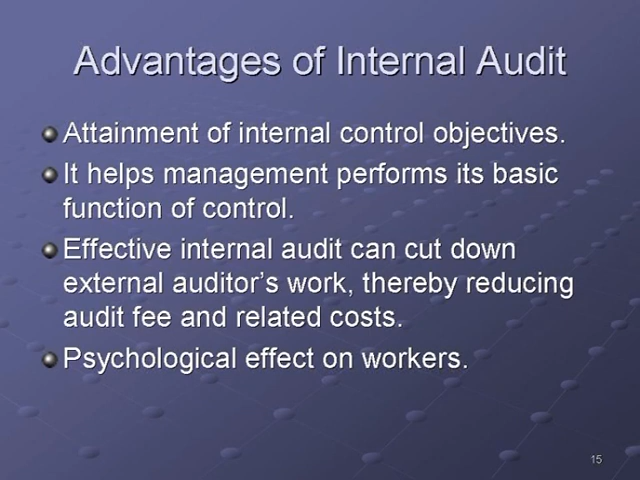 Advantages of Internal Audit
Attainment of internal control objectives.
It helps management performs its basic
function of control.
Effective internal audit can cut down
external auditor's work, thereby reducing
audit fee and related costs.
Psychological effect on workers.
15